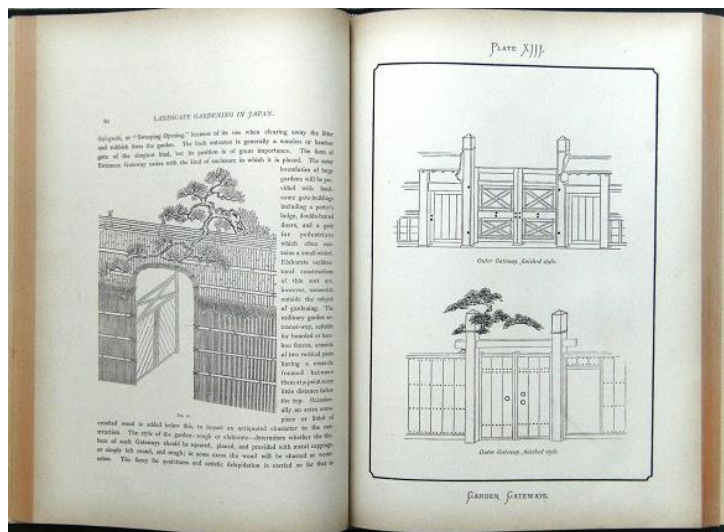 80
LANDSCAPE GARDENING IN JAPAN.
or "Sweeping Opening," because of its use when clearing away the litter
and rubbish from the garden. The back entrance is generally a wooden or bamboo
gate of the simplest kind, but its position is of great importance. The form of
Entrance Gateway varies with the kind of enclosure in which it is placed. The outer
boundaries of large
gardens will be pro-
vided with hand-
some gate-buildings
including a porter's
lodge, double-hung
doors, and a gate
for pedestrians
which often con-
tains a small wicket.
Elaborate architec-
tural constructions
of this sort are,
however, somewhat
outside the subject
of gardening. The
ordinary garden en-
trance-way, suitable
for boarded or bam-
boo fences, consists
of two vertical posts
having a
framed between
them at a point some
little distance below
the top. Occasion-
ally an extra cross-
piece or lintel of
crooked wood is added below this, to impart an antiquated character to the con-
struction. The style of the garden—rough or elaborate—determines whether the tim-
bers of such Gateways should be squared, planed, and provided with metal cappings,
or simply left round, and rough; in some cases the wood will be charred or
The fancy for quaintness and artistic dilapidation is carried so far that in
PLATE XIII.
Outer Gateway, finished style.
Outer Gateway, finished style.
GARDEN GATEWAYS.